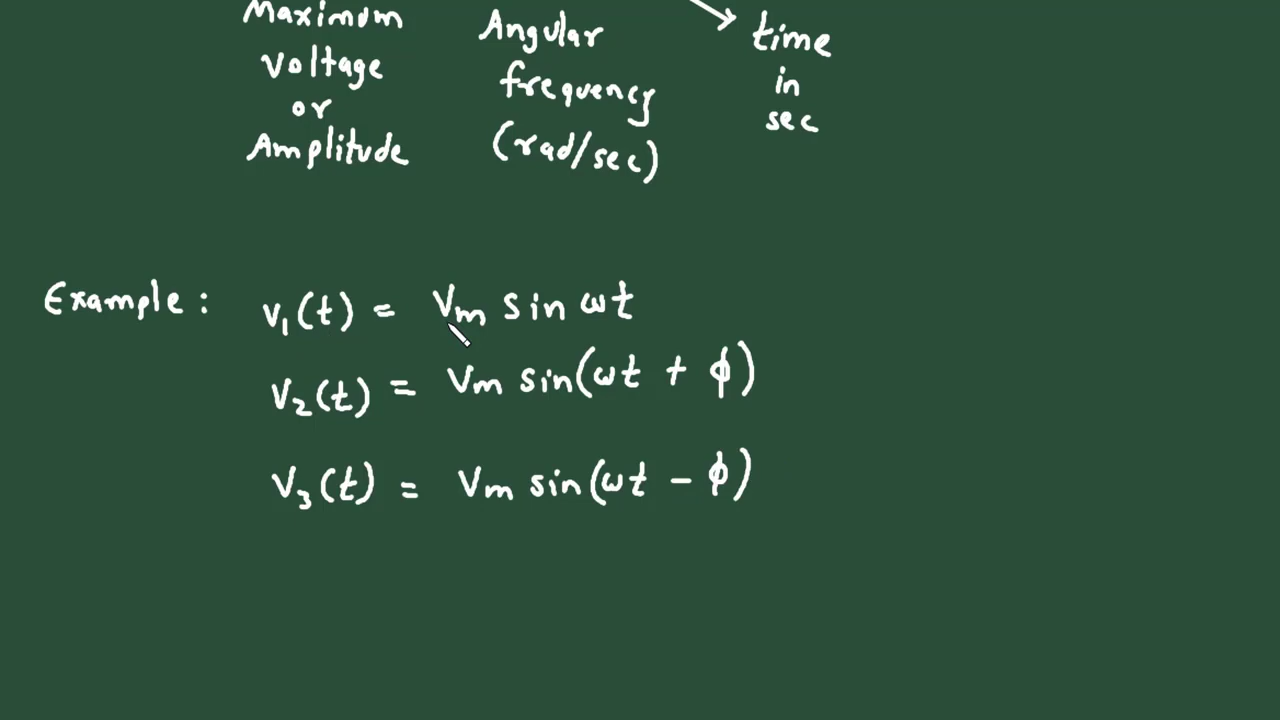 Maximum
voltage
or
Amplitude
Angular
frequency
(rad/sec)
time
in
sec
Example : v₁(t) = Vm sin ωt
V₂(t) = Vm sin(ωt + ϕ)
V₃(t) = Vm sin(ωt - ϕ)